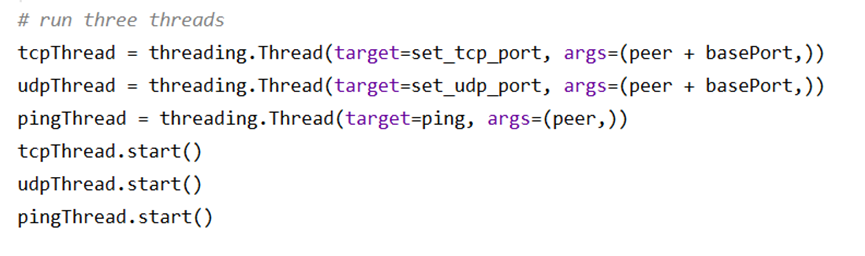 # run three threads
tcpThread = threading.Thread(target=set_tcp_port, args=(peer + basePort,))
udpThread = threading.Thread(target=set_udp_port, args=(peer + basePort,))
pingThread = threading.Thread(target=ping, args=(peer,))
tcpThread.start()
udpThread.start()
pingThread.start()